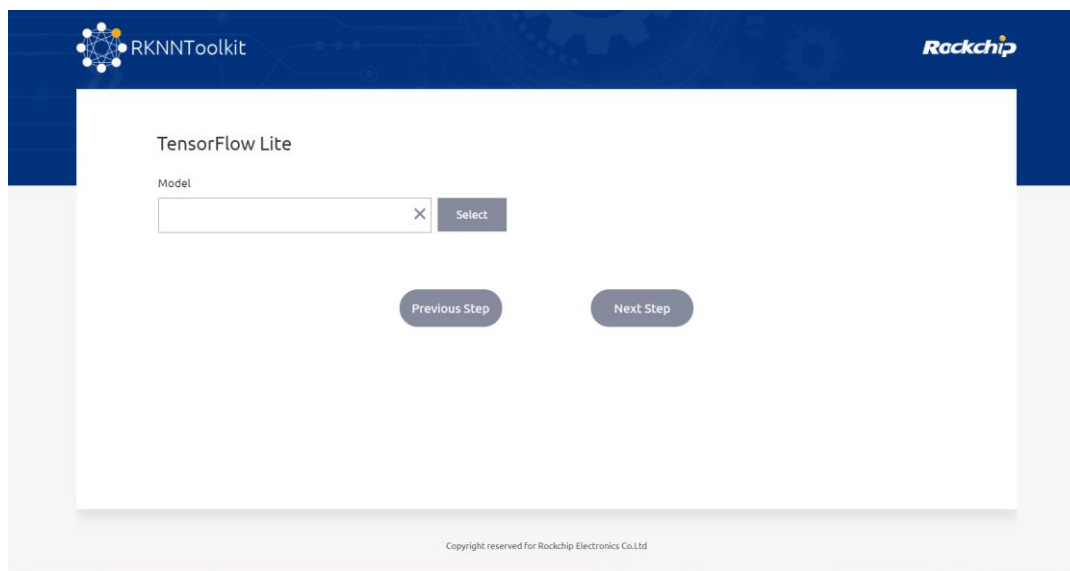 RKNNToolkit
Rockchip
TensorFlow Lite
Model
Select
Previous Step
Next Step
Copyright reserved for Rockchip Electronics Co.Ltd